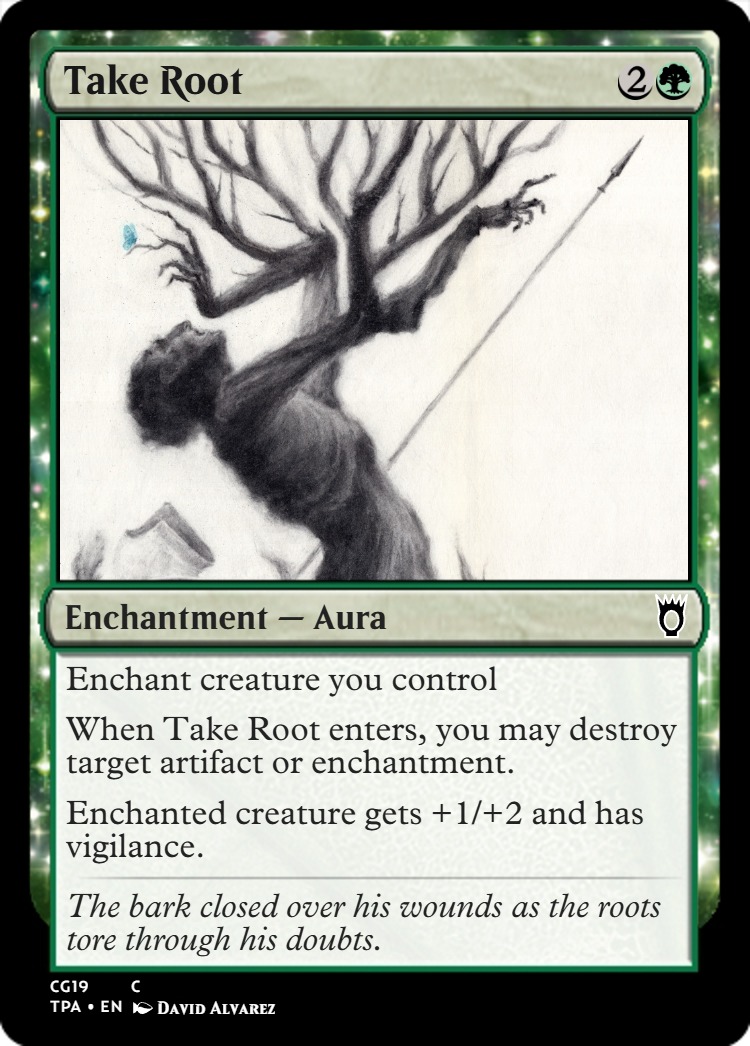 Take Root 2
Enchantment — Aura
Enchant creature you control
When Take Root enters, you may destroy
target artifact or enchantment.
Enchanted creature gets +1/+2 and has
vigilance.
The bark closed over his wounds as the roots
tore through his doubts.
CG19 C
TPA • EN David Alvarez